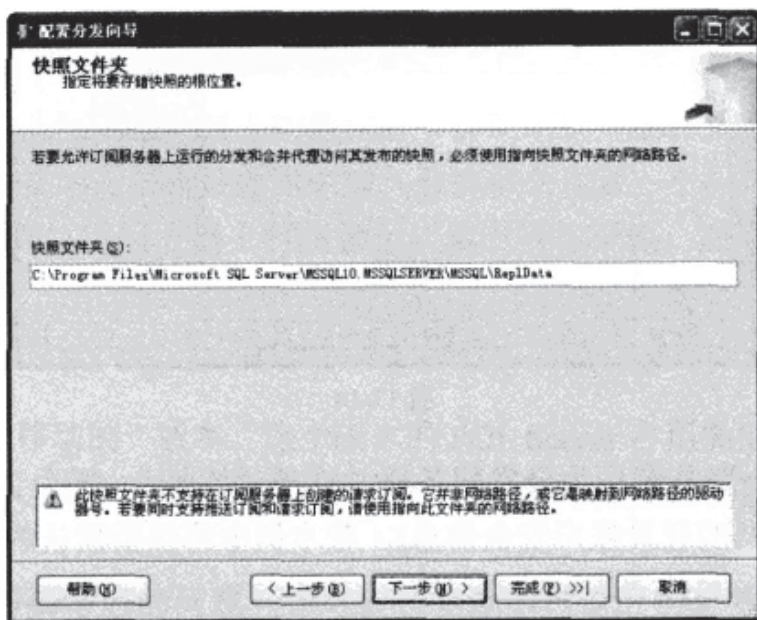 配置分发向导
快照文件夹
指定将要存储快照的根位置。
若要允许订阅服务器上运行的分发和合并代理访问其发布的快照，必须使用指向快照文件夹的网络路径。
快照文件夹(S):
C:\Program Files\Microsoft SQL Server\MSSQL10.MSSQLSERVER\MSSQL\ReplData
此快照文件夹不支持在订阅服务器上创建的请求订阅。它并非网络路径，或它是映射到网络路径的驱动
器号。若要同时支持推送订阅和请求订阅，请使用指向此文件夹的网络路径。
帮助(H)
< 上一步(B)
下一步(N) >
完成(F) >>|
取消